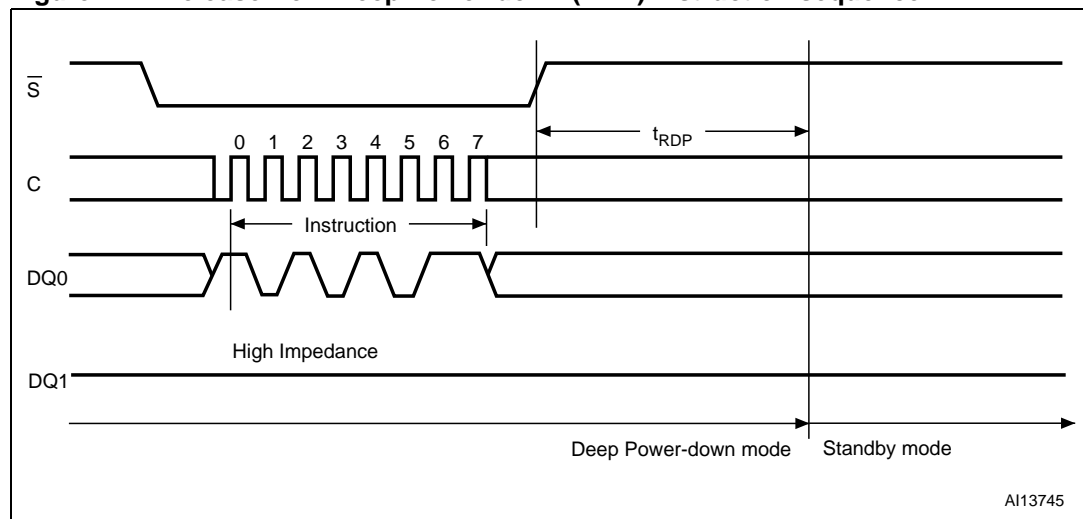 S
0 1 2 3 4 5 6 7
tRDP
C
Instruction
DQ0
High Impedance
DQ1
Deep Power-down mode Standby mode
AI13745